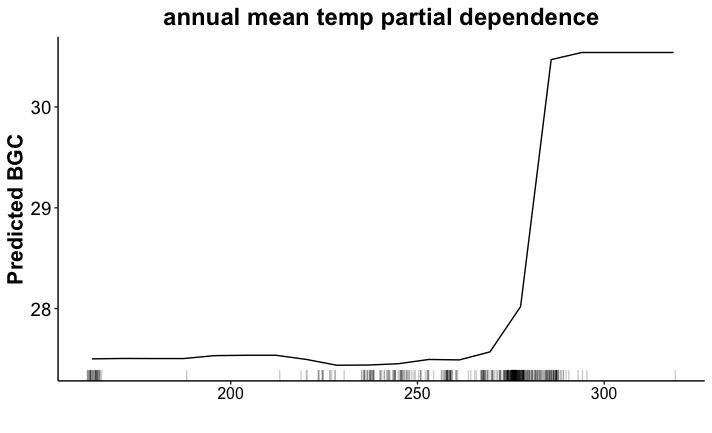 annual mean temp partial dependence
Predicted BGC
30
29
28
200 250 300